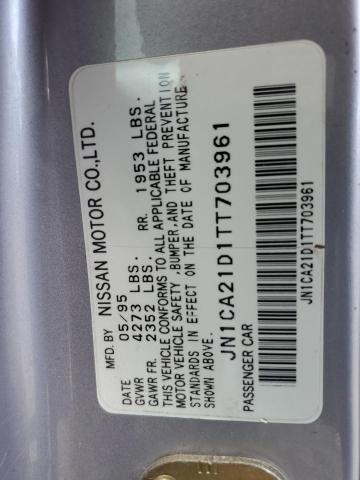 MFD. BY NISSAN MOTOR CO.,LTD.
DATE 05/95
GVWR 4273 LBS.
GAWR FR. 2352 LBS. RR. 1953 LBS.
THIS VEHICLE CONFORMS TO ALL APPLICABLE FEDERAL
MOTOR VEHICLE SAFETY ,BUMPER,AND THEFT PREVENTION
STANDARDS IN EFFECT ON THE DATE OF MANUFACTURE
SHOWN ABOVE.
JN1CA21D1TT703961
PASSENGER CAR
JN1CA21D1TT703961